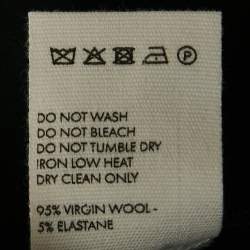 P
DO NOT WASH
DO NOT BLEACH
DO NOT TUMBLE DRY
IRON LOW HEAT
DRY CLEAN ONLY
95% VIRGIN WOOL -
5% ELASTANE